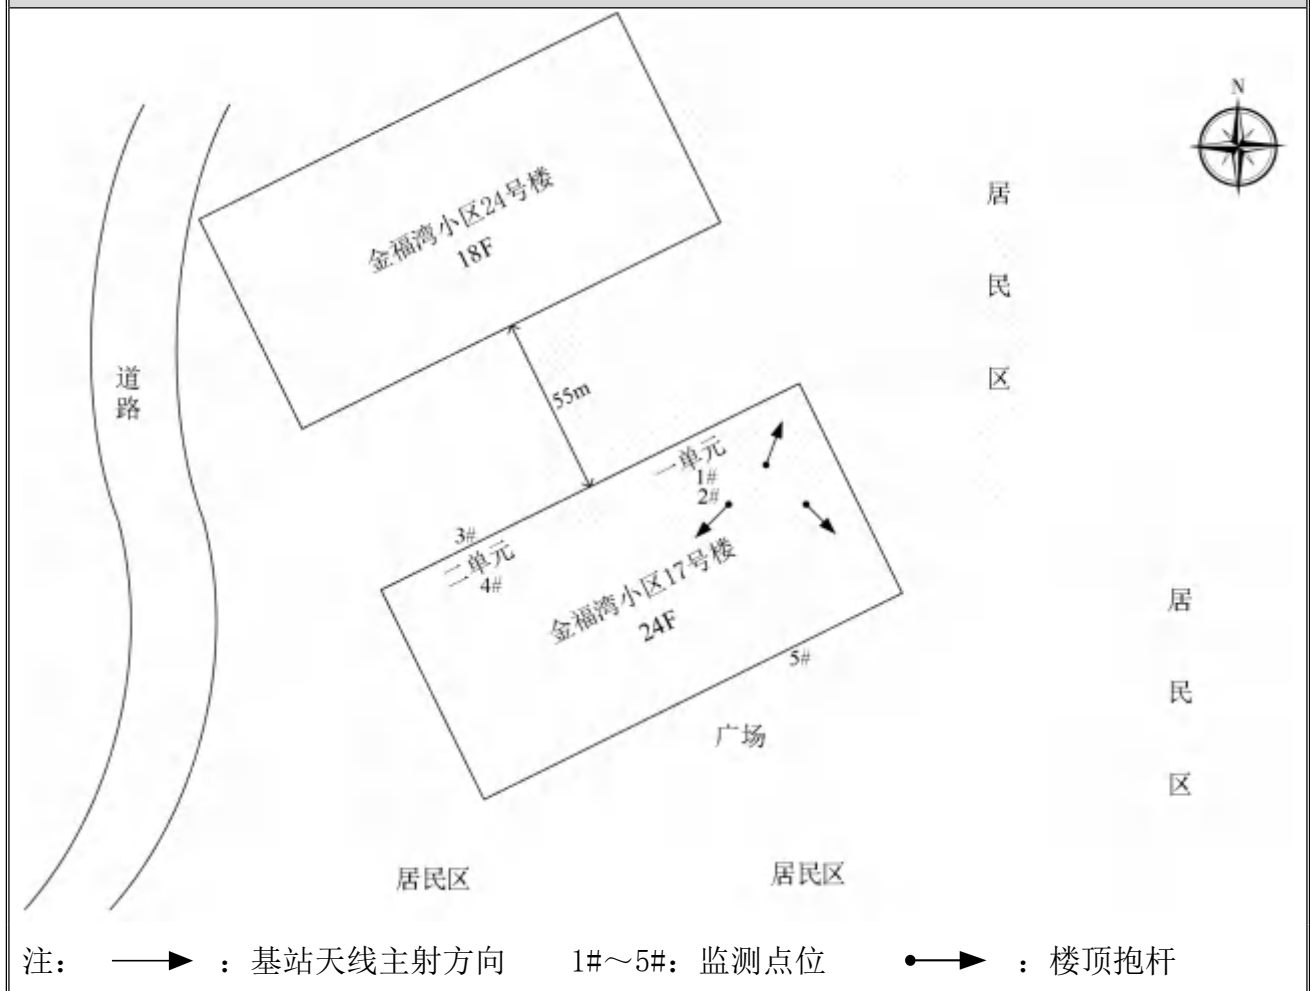 N
金福湾小区24号楼
18F
居
民
区
道
路
55m
一单元
1#
2#
3#
二单元
4#
金福湾小区17号楼
24F
5#
广场
居
民
区
居民区
居民区
注： ：基站天线主射方向 1#～5#：监测点位 ：楼顶抱杆